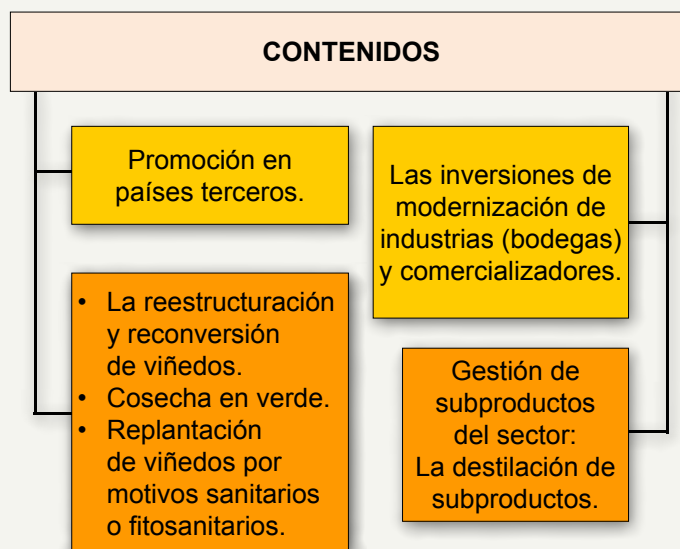 CONTENIDOS
Promoción en
países terceros.
Las inversiones de
modernización de
industrias (bodegas)
y comercializadores.
• La reestructuración
y reconversión
de viñedos.
• Cosecha en verde.
• Replantación
de viñedos por
motivos sanitarios
o fitosanitarios.
Gestión de
subproductos
del sector:
La destilación de
subproductos.